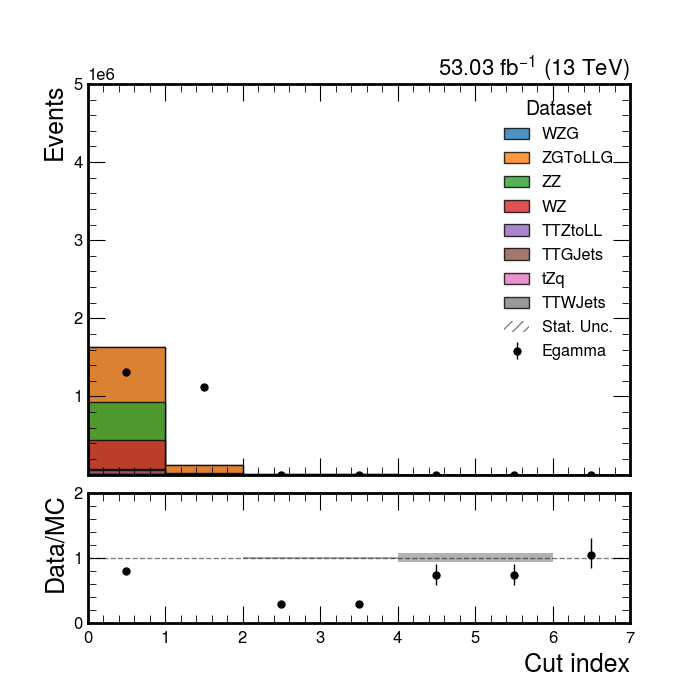 53.03 fb⁻¹ (13 TeV)
1e6
Events
5
4
3
2
1
Dataset
WZG
ZGToLLG
ZZ
WZ
TTZtoLL
TTGJets
tZq
TTWJets
Stat. Unc.
Egamma
Data/MC
2
1
0
0 1 2 3 4 5 6 7
Cut index